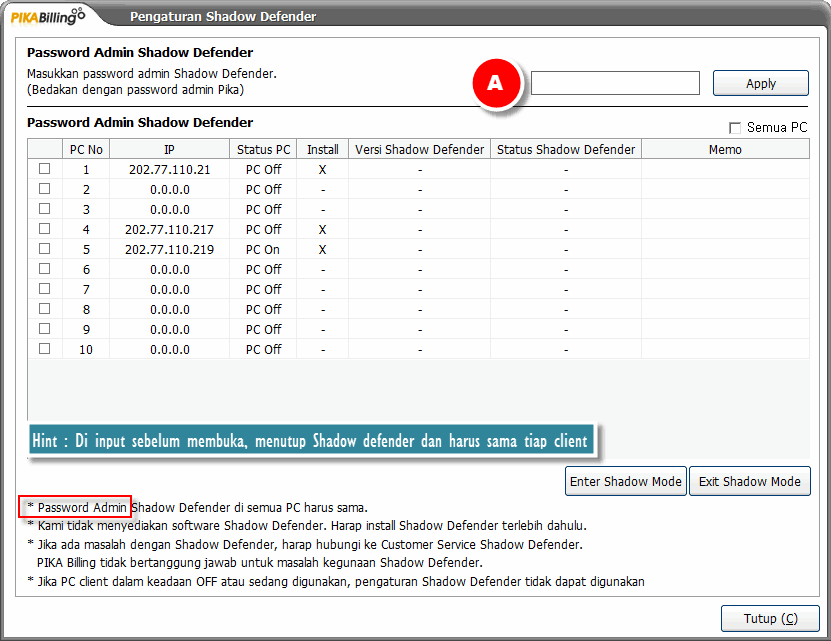 PIKABilling
Pengaturan Shadow Defender
Password Admin Shadow Defender
Masukkan password admin Shadow Defender.
(Bedakan dengan password admin Pika)
A
Apply
Password Admin Shadow Defender
Semua PC
PC No IP Status PC Install Versi Shadow Defender Status Shadow Defender Memo
1 202.77.110.21 PC Off X - -
2 0.0.0.0 PC Off - - -
3 0.0.0.0 PC Off - - -
4 202.77.110.217 PC Off X - -
5 202.77.110.219 PC On X - -
6 0.0.0.0 PC Off - - -
7 0.0.0.0 PC Off - - -
8 0.0.0.0 PC Off - - -
9 0.0.0.0 PC Off - - -
10 0.0.0.0 PC Off - - -
Hint : Di input sebelum membuka, menutup Shadow defender dan harus sama tiap client
Enter Shadow Mode Exit Shadow Mode
* Password Admin Shadow Defender di semua PC harus sama.
* Kami tidak menyediakan software Shadow Defender. Harap install Shadow Defender terlebih dahulu.
* Jika ada masalah dengan Shadow Defender, harap hubungi ke Customer Service Shadow Defender.
PIKA Billing tidak bertanggung jawab untuk masalah kegunaan Shadow Defender.
* Jika PC client dalam keadaan OFF atau sedang digunakan, pengaturan Shadow Defender tidak dapat digunakan
Tutup (C)